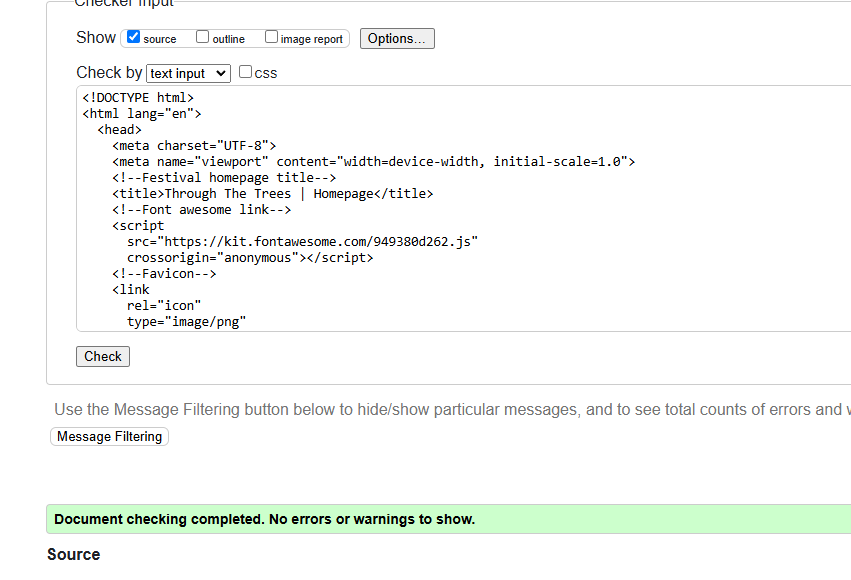 Checker Input
Show source outline image report Options...
Check by text input css
<!DOCTYPE html>
<html lang="en">
  <head>
    <meta charset="UTF-8">
    <meta name="viewport" content="width=device-width, initial-scale=1.0">
    <!--Festival homepage title-->
    <title>Through The Trees | Homepage</title>
    <!--Font awesome link-->
    <script
      src="https://kit.fontawesome.com/949380d262.js"
      crossorigin="anonymous"></script>
    <!--Favicon-->
    <link
      rel="icon"
      type="image/png"
Check
Use the Message Filtering button below to hide/show particular messages, and to see total counts of errors and
Message Filtering
Document checking completed. No errors or warnings to show.
Source